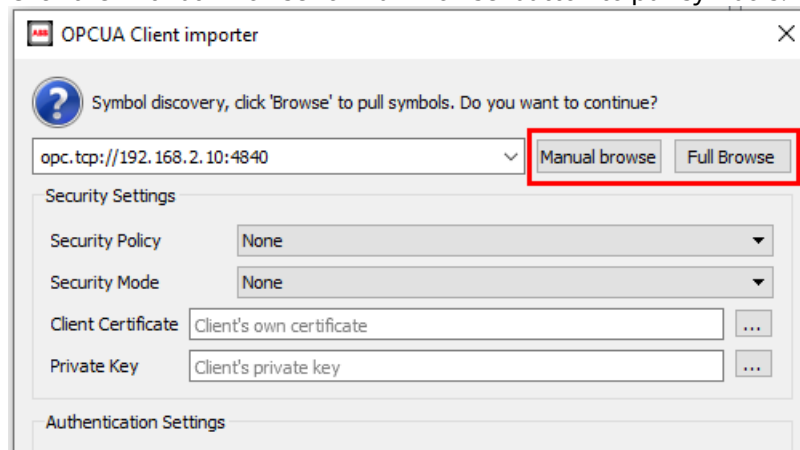 ABB OPCUA Client importer
Symbol discovery, click 'Browse' to pull symbols. Do you want to continue?
opc.tcp://192.168.2.10:4840 Manual browse Full Browse
Security Settings
Security Policy None
Security Mode None
Client Certificate Client's own certificate ...
Private Key Client's private key ...
Authentication Settings